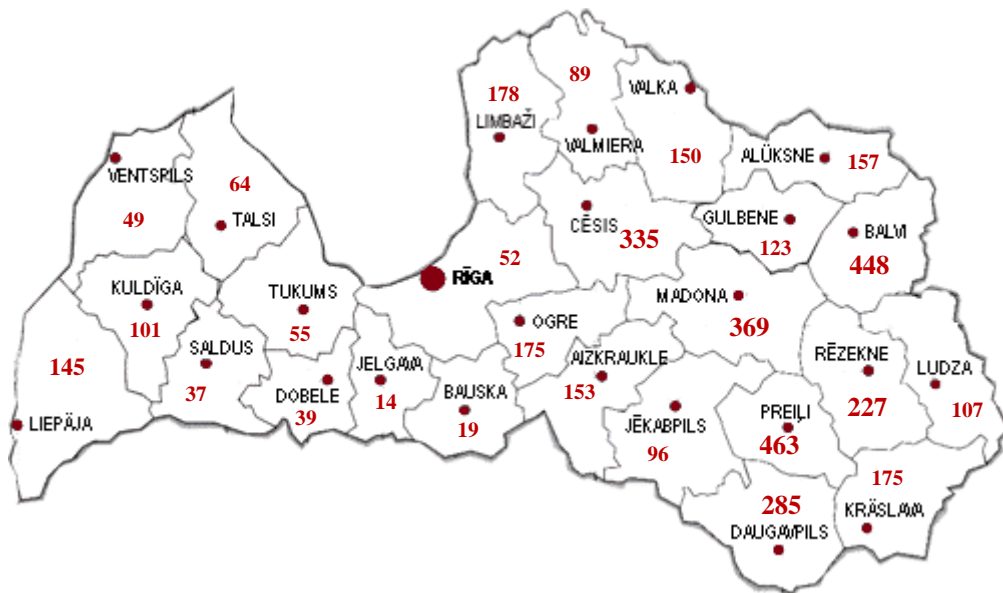 89
VALKA
178
LIMBAŽI
VALMIERA
150
ALŪKSNE
157
VENTSPILS
64
49
TALSI
CĒSIS
335
GULBENE
123
BALVI
448
52
RĪGA
KULDĪGA
101
TUKUMS
55
MADONA
369
OGRE
175
SALDUS
37
145
LIEPĀJA
DOBELE
39
JELGAVA
14
BAUSKA
19
AIZKRAUKLE
153
RĒZEKNE
227
LUDZA
107
JĒKABPILS
96
PREIĻI
463
285
DAUGAVPILS
175
KRĀSLAVA